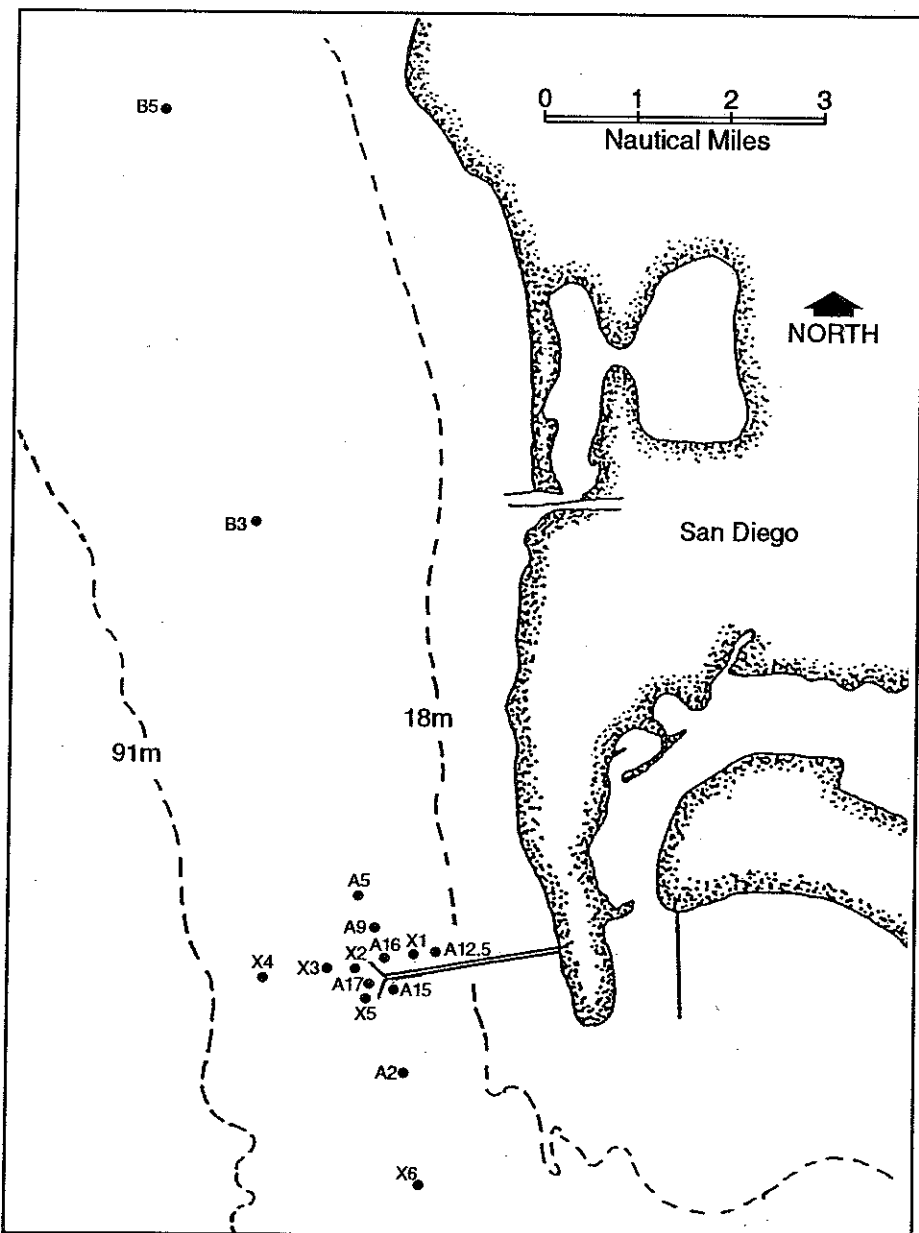 B5
0 1 2 3
Nautical Miles
NORTH
B3
San Diego
18m
91m
A5
A9
A16
X1
A12.5
X2
X3
X4
A17
A15
X5
A2
X6